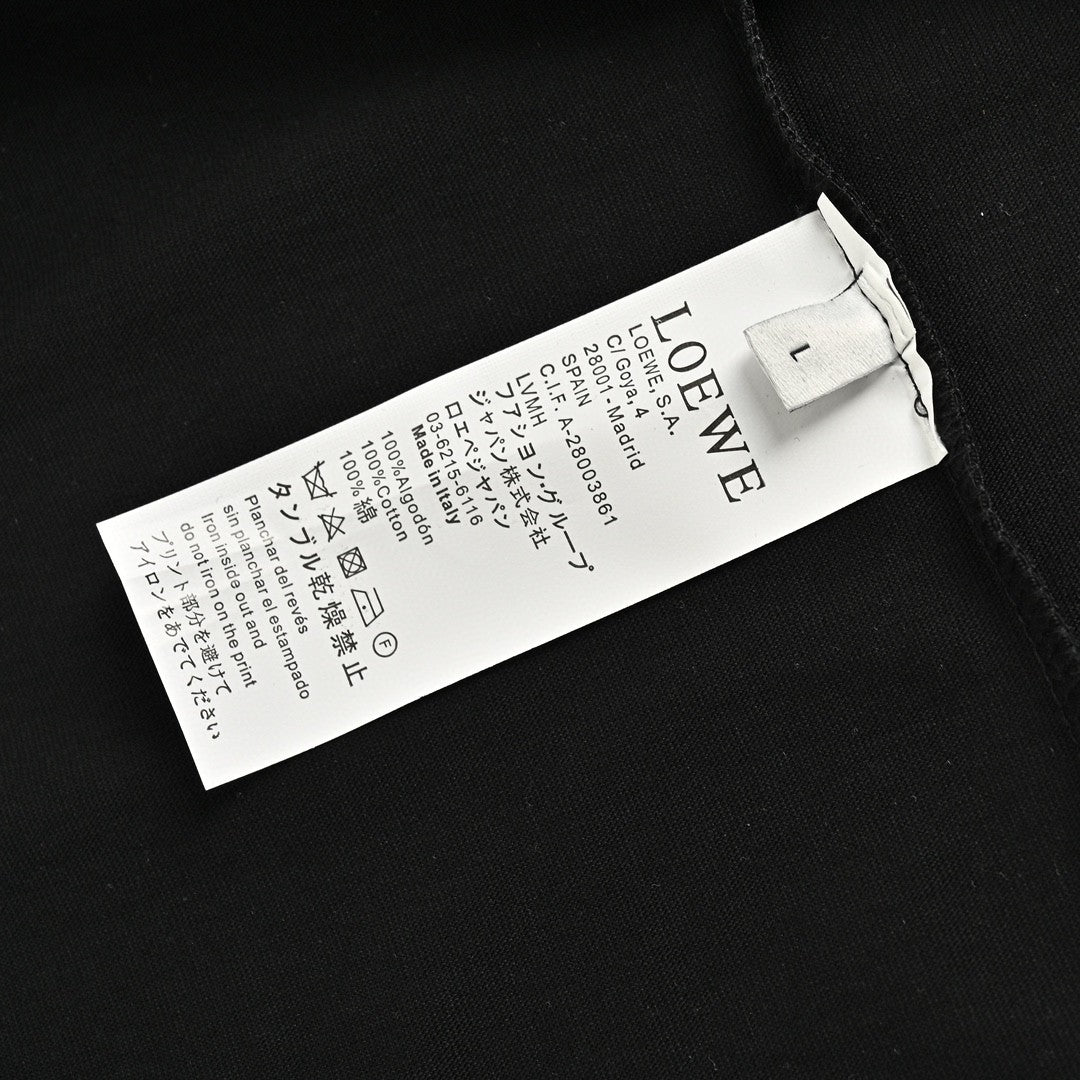 LOEWE
L
LOEWE, S.A.
C/ Goya, 4
28001 - Madrid
SPAIN
C.I.F. A-28003861
LVMH
ファション・グループ
ジャパン株式会社
ロエペジャパン
03-6215-6116
Made in Italy
100%Algodón
100%Cotton
100%綿
F
タンブル乾燥禁止
Planchar del revés
sin planchar el estampado
Iron inside out and
do not iron on the print
プリント部分を避けて
アイロンをあでてください